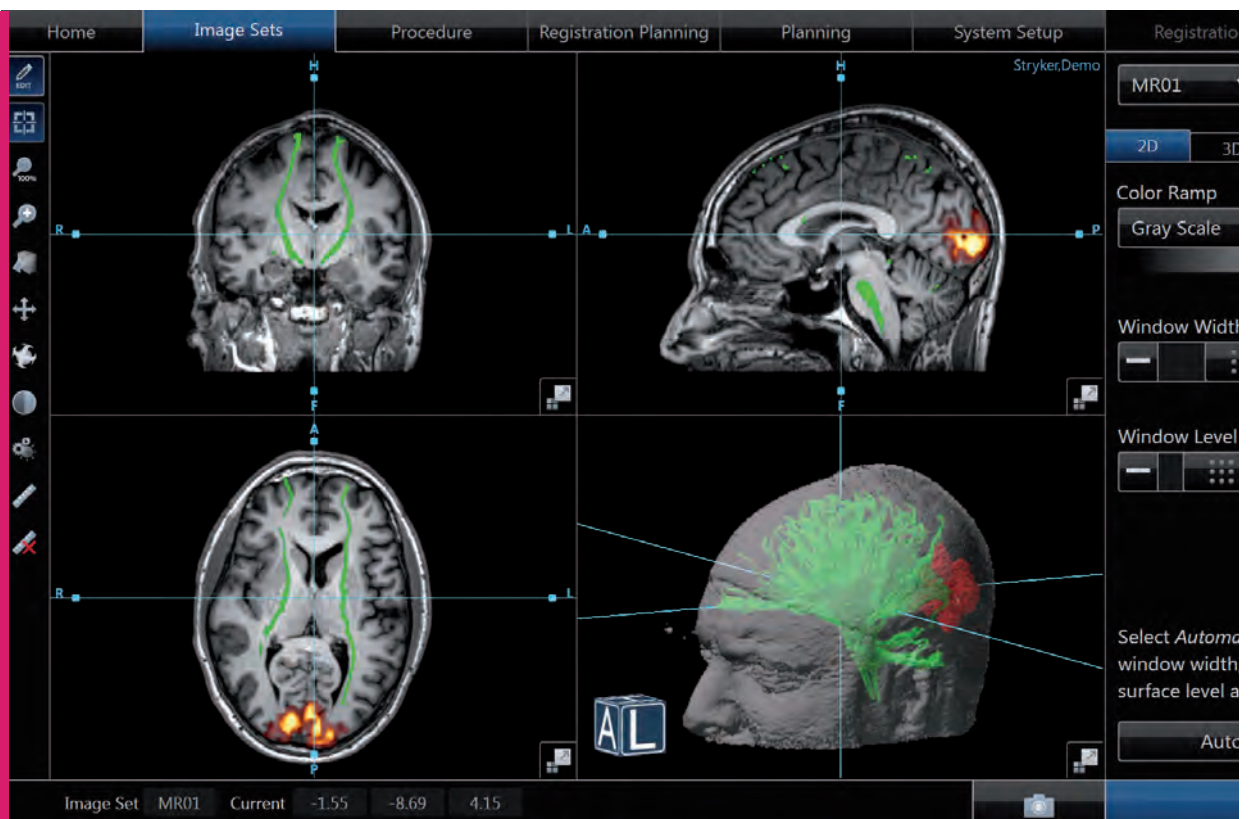 Home Image Sets Procedure Registration Planning Planning System Setup Registratio
EDIT
100%
H
R L
F
Stryker,Demo
H
A P
F
A
R L
P
A L
MR01
2D 3D
Color Ramp
Gray Scale
Window Width
Window Level
Select Automa
window width,
surface level a
Auto
Image Set MR01 Current -1.55 -8.69 4.15